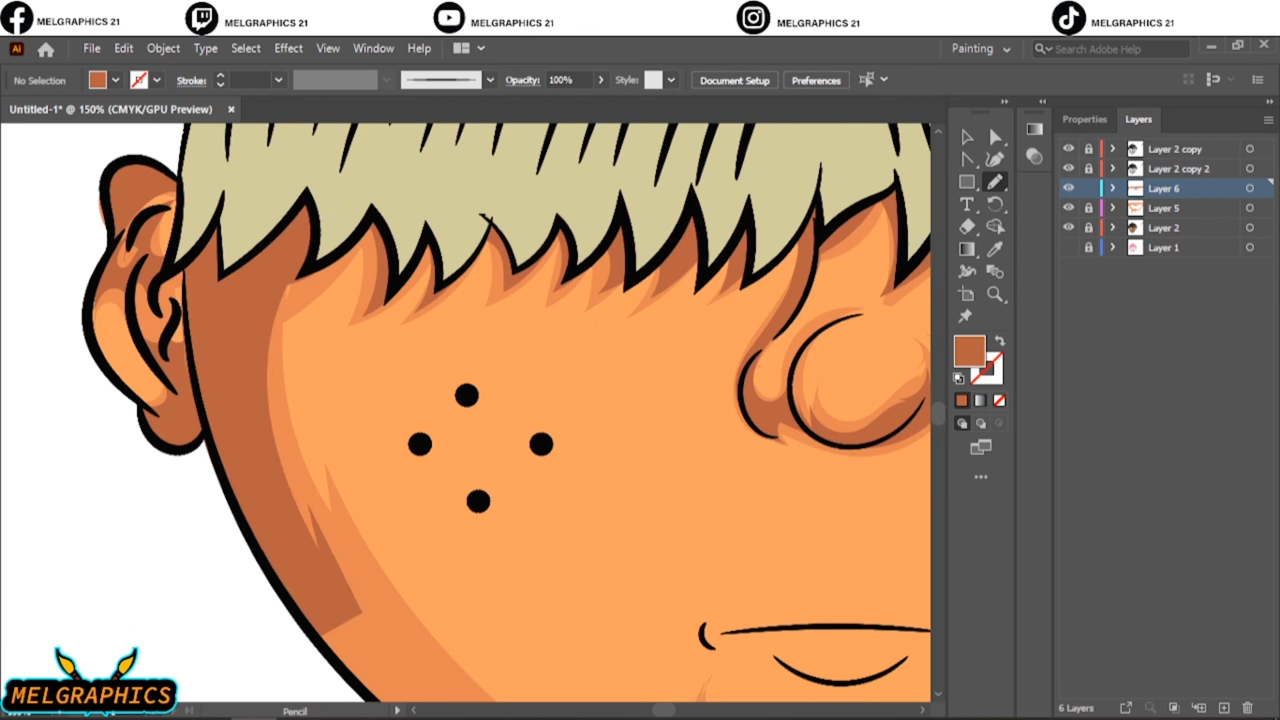 MELGRAPHICS 21 MELGRAPHICS 21 MELGRAPHICS 21 MELGRAPHICS 21 MELGRAPHICS 21
Ai File Edit Object Type Select Effect View Window Help Painting Search Adobe Help
No Selection Stroke: Opacity: 100% Style: Document Setup Preferences
Untitled-1* @ 150% (CMYK/GPU Preview) ×
Properties Layers
Layer 2 copy
Layer 2 copy 2
Layer 6
Layer 5
Layer 2
Layer 1
MELGRAPHICS
Pencil
6 Layers